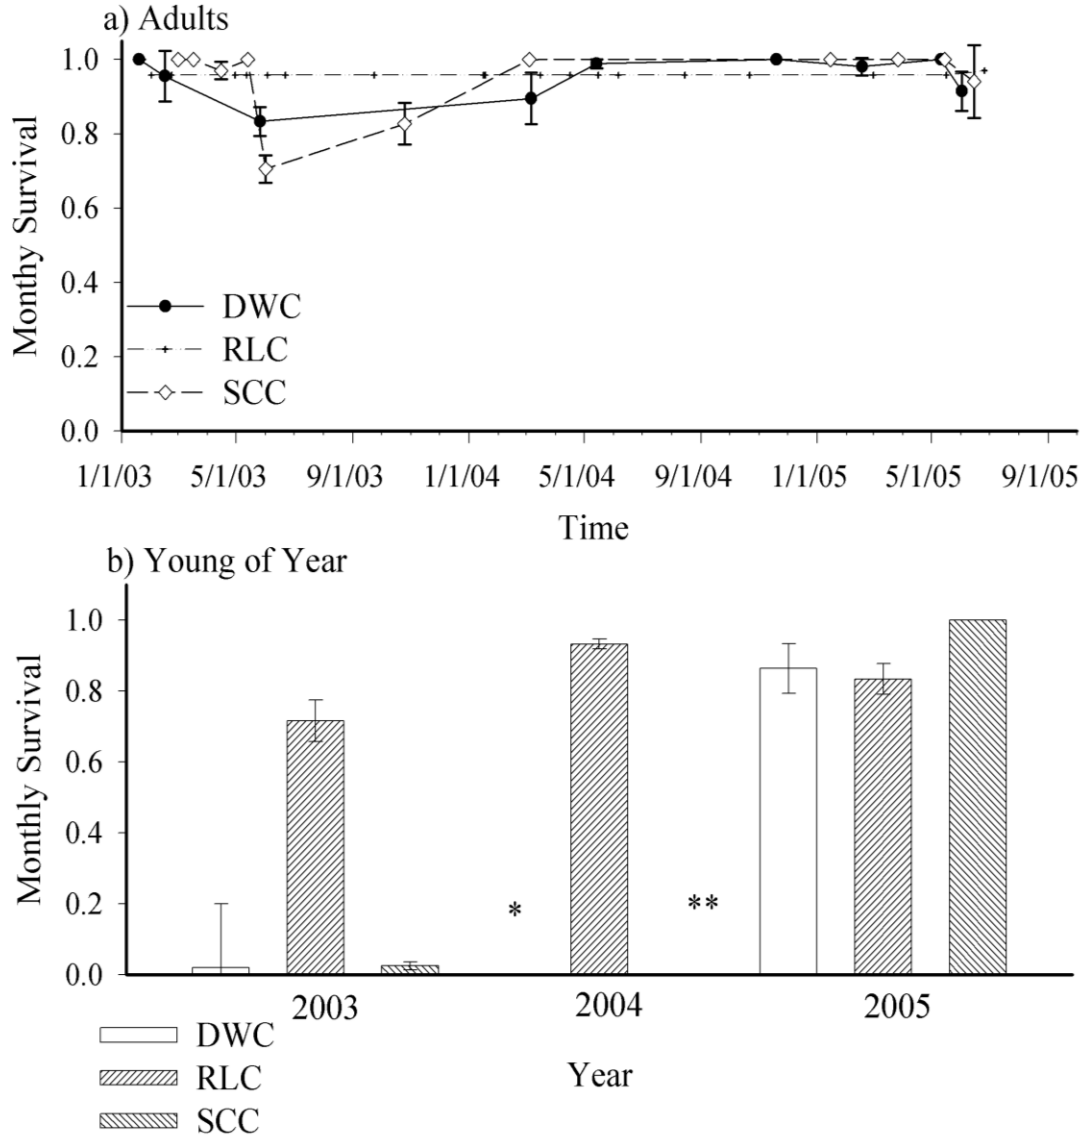 a) Adults
Monthy Survival
1.0
0.8
0.6
0.4
0.2
0.0
DWC
RLC
SCC
1/1/03 5/1/03 9/1/03 1/1/04 5/1/04 9/1/04 1/1/05 5/1/05 9/1/05
Time
b) Young of Year
Monthly Survival
1.0
0.8
0.6
0.4
0.2
0.0
* **
2003 2004 2005
DWC
RLC
SCC
Year